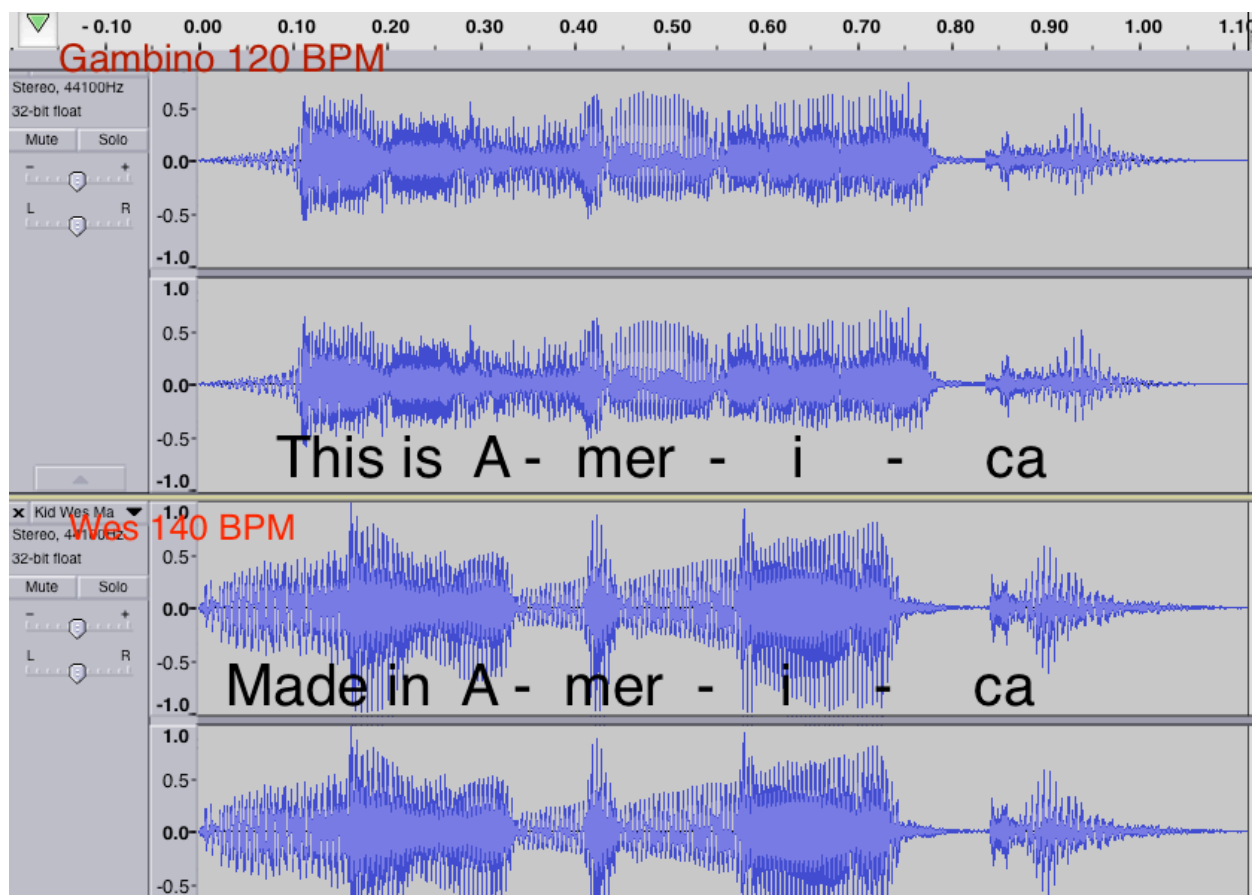 - 0.10 0.00 0.10 0.20 0.30 0.40 0.50 0.60 0.70 0.80 0.90 1.00 1.10
Gambino 120 BPM
Stereo, 44100Hz
32-bit float
Mute Solo
- +
L R
0.5
0.0
-0.5
-1.0
1.0
0.5
0.0
-0.5
-1.0
This is A - mer - i - ca
x Kid Wes Ma
Wes 140 BPM
Stereo, 44100Hz
32-bit float
Mute Solo
- +
L R
1.0
0.5
0.0
-0.5
-1.0
Made in A - mer - i - ca
1.0
0.5
0.0
-0.5